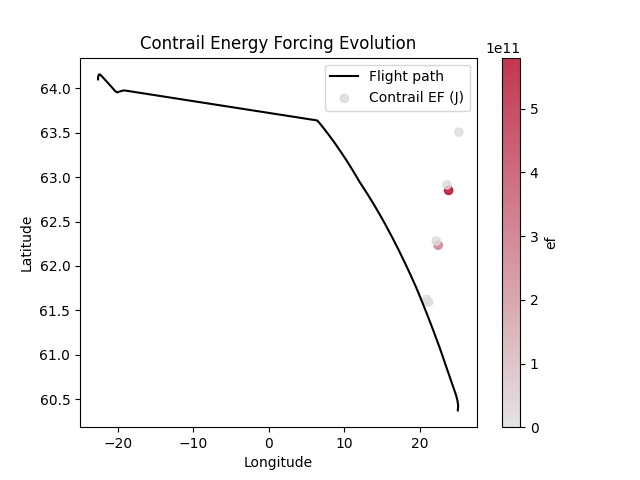 Contrail Energy Forcing Evolution
1e11
Flight path
Contrail EF (J)
64.0
63.5
63.0
62.5
62.0
61.5
61.0
60.5
Latitude
−20
−10
0
10
20
Longitude
5
4
3
2
1
0
ef